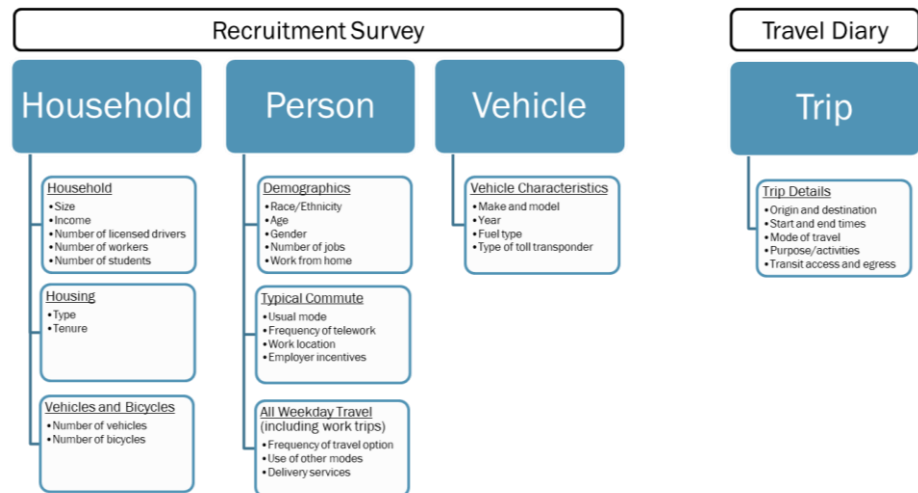 Recruitment Survey
Travel Diary
Household
Person
Vehicle
Trip
Household
•Size
•Income
•Number of licensed drivers
•Number of workers
•Number of students
Housing
•Type
•Tenure
Vehicles and Bicycles
•Number of vehicles
•Number of bicycles
Demographics
•Race/Ethnicity
•Age
•Gender
•Number of jobs
•Work from home
Typical Commute
•Usual mode
•Frequency of telework
•Work location
•Employer incentives
All Weekday Travel
(including work trips)
•Frequency of travel option
•Use of other modes
•Delivery services
Vehicle Characteristics
•Make and model
•Year
•Fuel type
•Type of toll transponder
Trip Details
•Origin and destination
•Start and end times
•Mode of travel
•Purpose/activities
•Transit access and egress